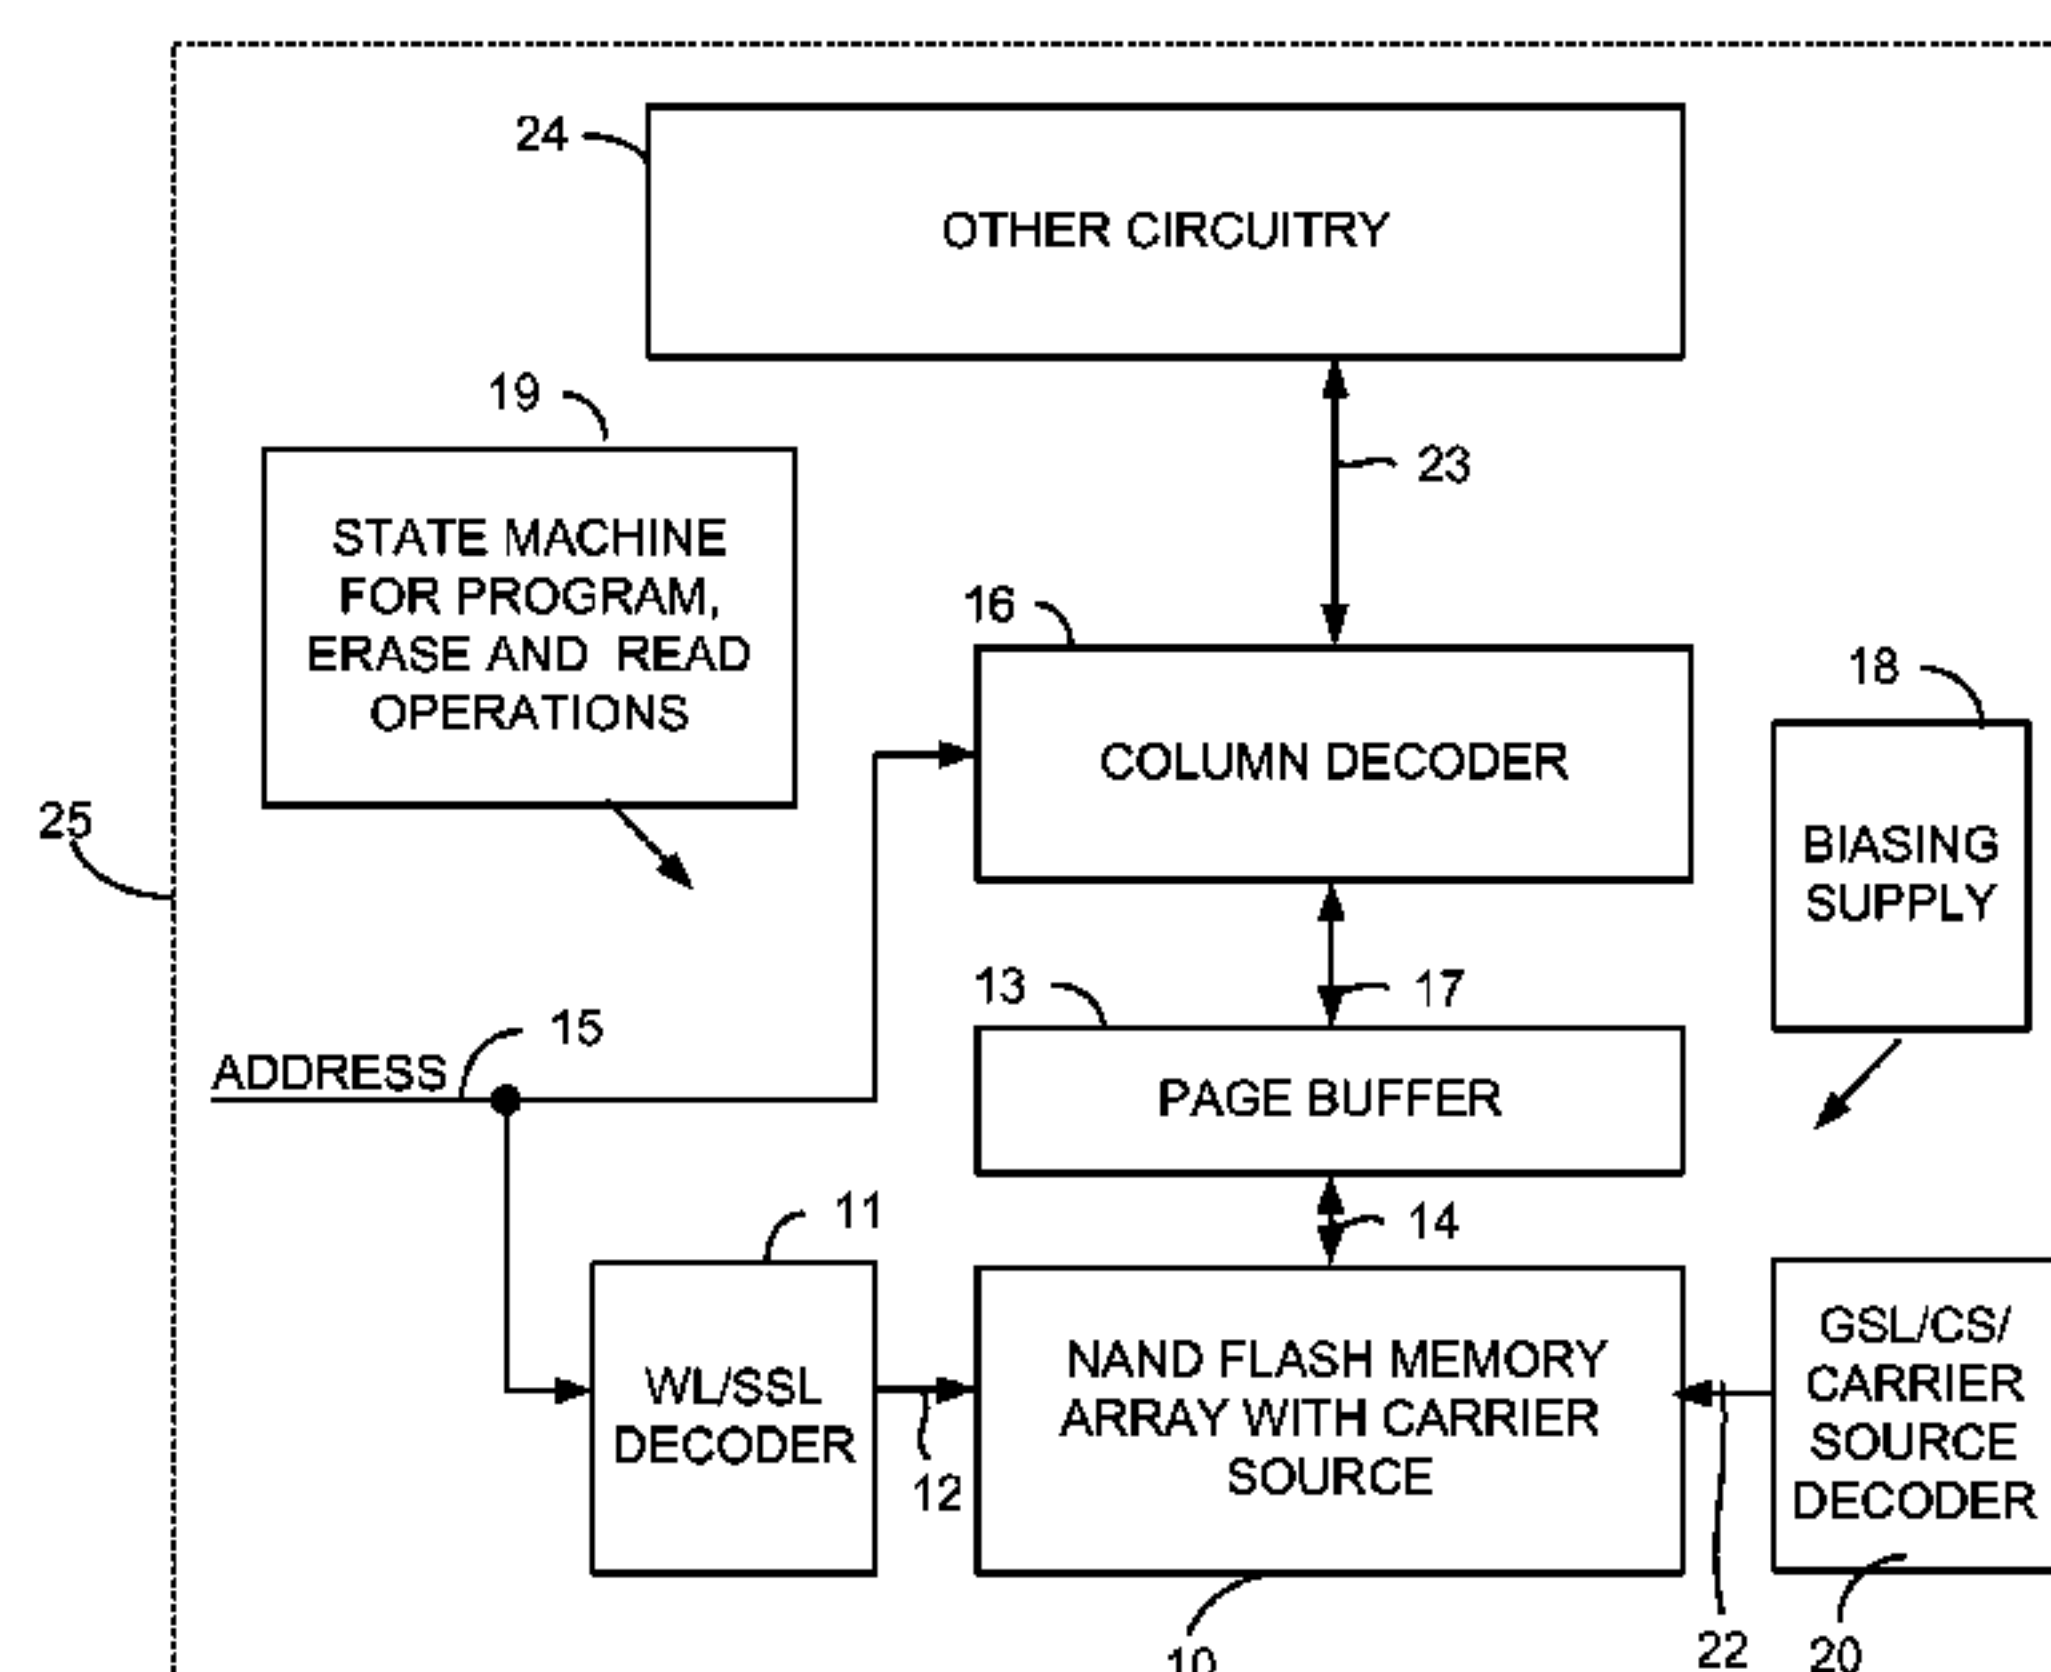 24
OTHER CIRCUITRY
19
23
STATE MACHINE
FOR PROGRAM,
ERASE AND READ
OPERATIONS
16
18
COLUMN DECODER
25
BIASING
SUPPLY
13
17
15
ADDRESS
PAGE BUFFER
11
14
WL/SSL
DECODER
12
NAND FLASH MEMORY
ARRAY WITH CARRIER
SOURCE
GSL/CS/
CARRIER
SOURCE
DECODER
10
22
20